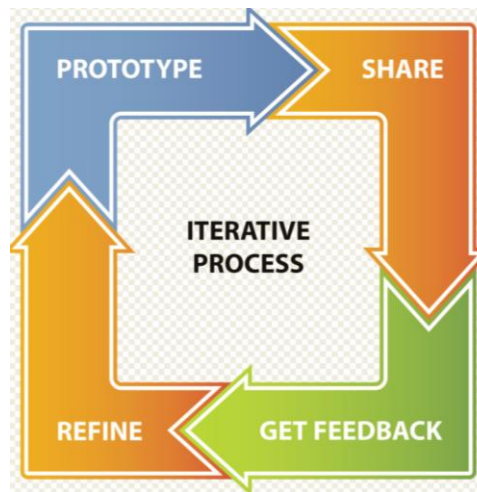 PROTOTYPE
SHARE
ITERATIVE
PROCESS
REFINE
GET FEEDBACK